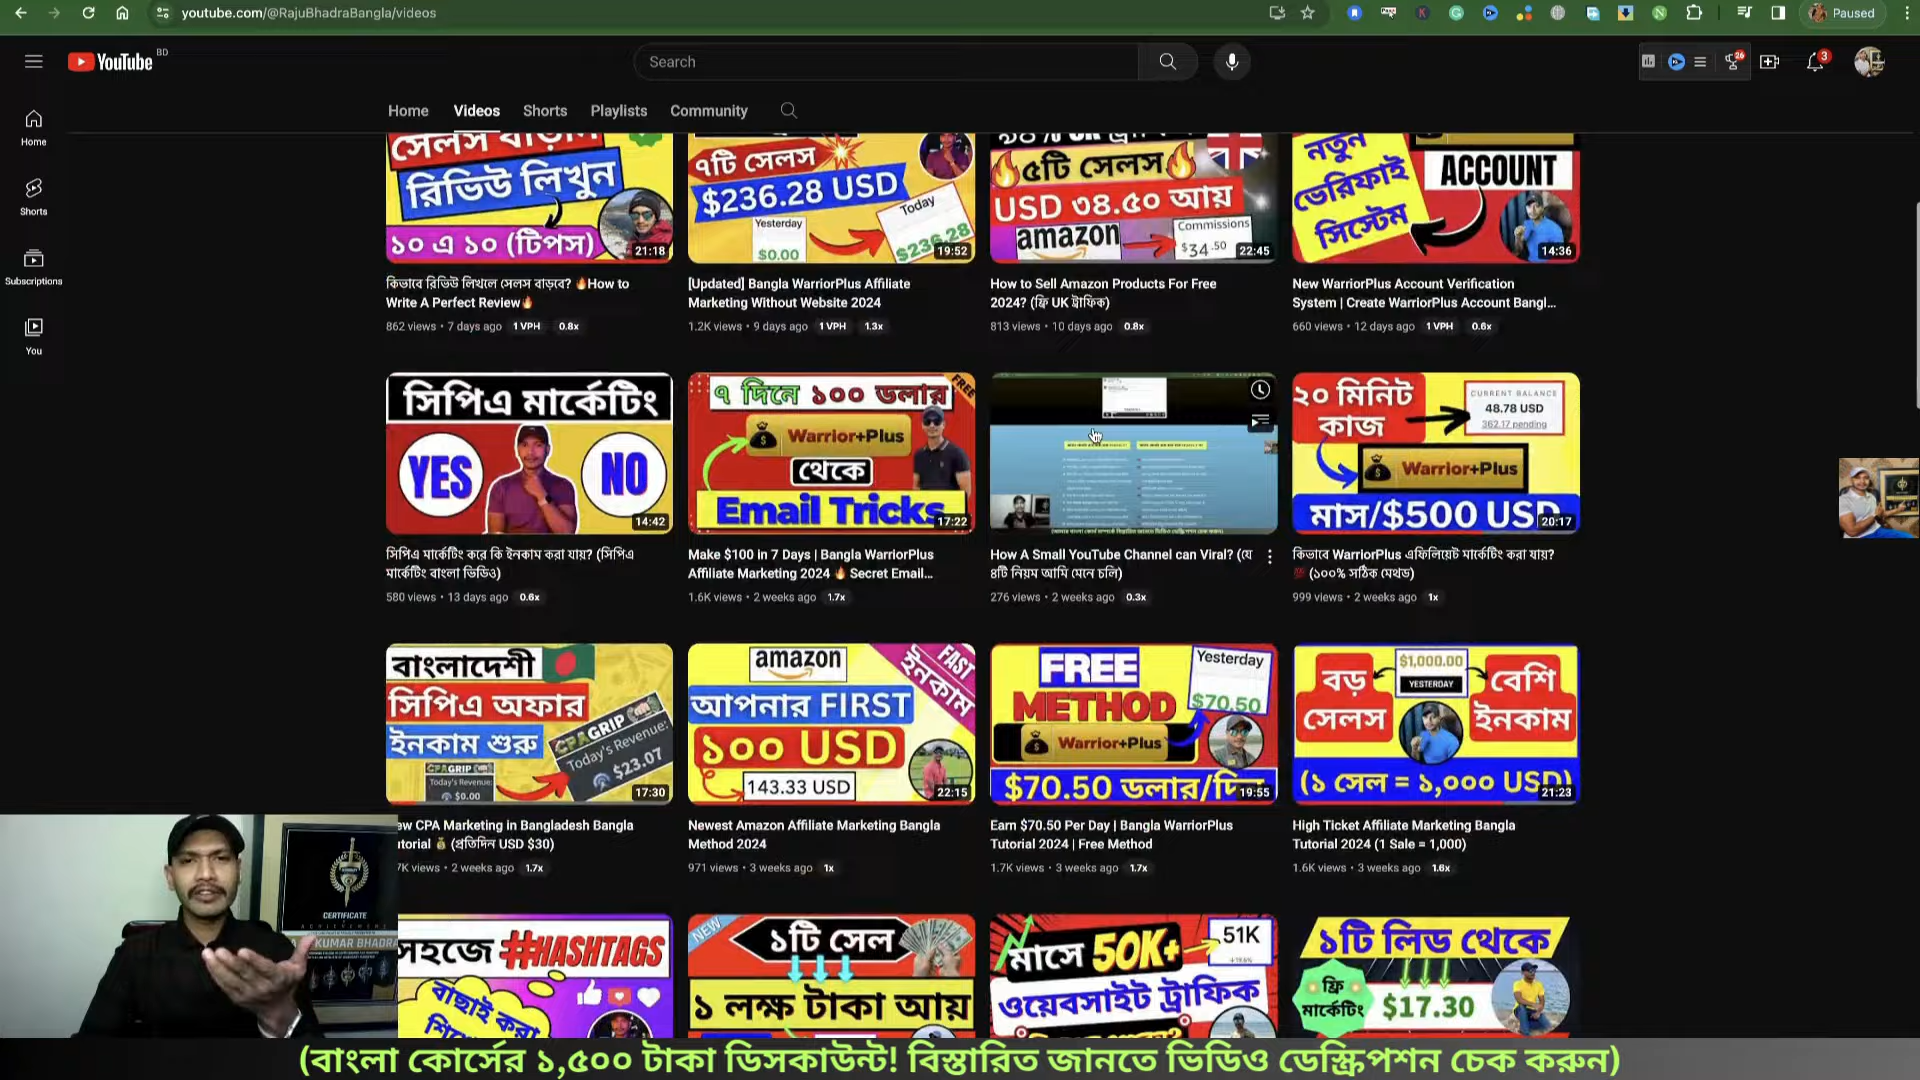 youtube.com/@RajuBhadraBangla/videos
Paused
YouTube BD
Search
26
3
Home Videos Shorts Playlists Community
Home
Shorts
Subscriptions
You
রিভিউ লিখুন
১০ এ ১০ (টিপস)
21:18
৭টি সেলস
$236.28 USD
Yesterday
$0.00
Today
$236.28
19:52
৫টি সেলস
USD ৩৪.৫০ আয়
amazon
Commissions
$34.50
22:45
নতুন
ভেরিফাই
সিস্টেম
ACCOUNT
14:36
কিভাবে রিভিউ লিখলে সেলস বাড়বে? 🔥How to
Write A Perfect Review🔥
862 views • 7 days ago 1 VPH 0.8x
[Updated] Bangla WarriorPlus Affiliate
Marketing Without Website 2024
1.2K views • 9 days ago 1 VPH 1.3x
How to Sell Amazon Products For Free
2024? (ফ্রি UK ট্রাফিক)
813 views • 10 days ago 0.8x
New WarriorPlus Account Verification
System | Create WarriorPlus Account Bangl...
660 views • 12 days ago 1 VPH 0.6x
সিপিএ মার্কেটিং
YES
NO
14:42
৭ দিনে ১০০ ডলার
FREE
Warrior+Plus
থেকে
Email Tricks
17:22
২০ মিনিট
কাজ
CURRENT BALANCE
48.78 USD
362.17 pending
Warrior+Plus
মাস/$500 USD
20:17
সিপিএ মার্কেটিং করে কি ইনকাম করা যায়? (সিপিএ
মার্কেটিং বাংলা ভিডিও)
580 views • 13 days ago 0.6x
Make $100 in 7 Days | Bangla WarriorPlus
Affiliate Marketing 2024 🔥 Secret Email...
1.6K views • 2 weeks ago 1.7x
How A Small YouTube Channel can Viral? (যে
৪টি নিয়ম আমি মেনে চলি)
276 views • 2 weeks ago 0.3x
কিভাবে WarriorPlus এফিলিয়েট মার্কেটিং করা যায়?
💯 (১০০% সঠিক মেথড)
999 views • 2 weeks ago 1x
বাংলাদেশী
সিপিএ অফার
ইনকাম শুরু
CPAGRIP
Today's Revenue:
$0.00
CPAGRIP
Today's Revenue:
$23.07
17:30
amazon
FAST
ইনকাম
আপনার FIRST
১০০ USD
143.33 USD
22:15
FREE
METHOD
Yesterday
$70.50
Warrior+Plus
$70.50 ডলার/দিন
19:55
বড়
সেলস
$1,000.00
YESTERDAY
বেশি
ইনকাম
(১ সেল = ১,০০০ USD)
21:23
CPA Marketing in Bangladesh Bangla
💰 (প্রতিদিন USD $30)
views • 2 weeks ago 1.7x
Newest Amazon Affiliate Marketing Bangla
Method 2024
971 views • 3 weeks ago 1x
Earn $70.50 Per Day | Bangla WarriorPlus
Tutorial 2024 | Free Method
1.7K views • 3 weeks ago 1.7x
High Ticket Affiliate Marketing Bangla
Tutorial 2024 (1 Sale = 1,000)
1.6K views • 3 weeks ago 1.6x
CERTIFICATE
ACHIEVEMENT
KUMAR BHADRA
সহজে #HASHTAGS
বাছাই করা
NEW
১টি সেল
১ লক্ষ টাকা আয়
মাসে 50K+
51K
ওয়েবসাইট ট্রাফিক
১টি লিড থেকে
ফ্রি
মার্কেটিং
$17.30
(বাংলা কোর্সের ১,৫০০ টাকা ডিসকাউন্ট! বিস্তারিত জানতে ভিডিও ডেস্ক্রিপশন চেক করুন)